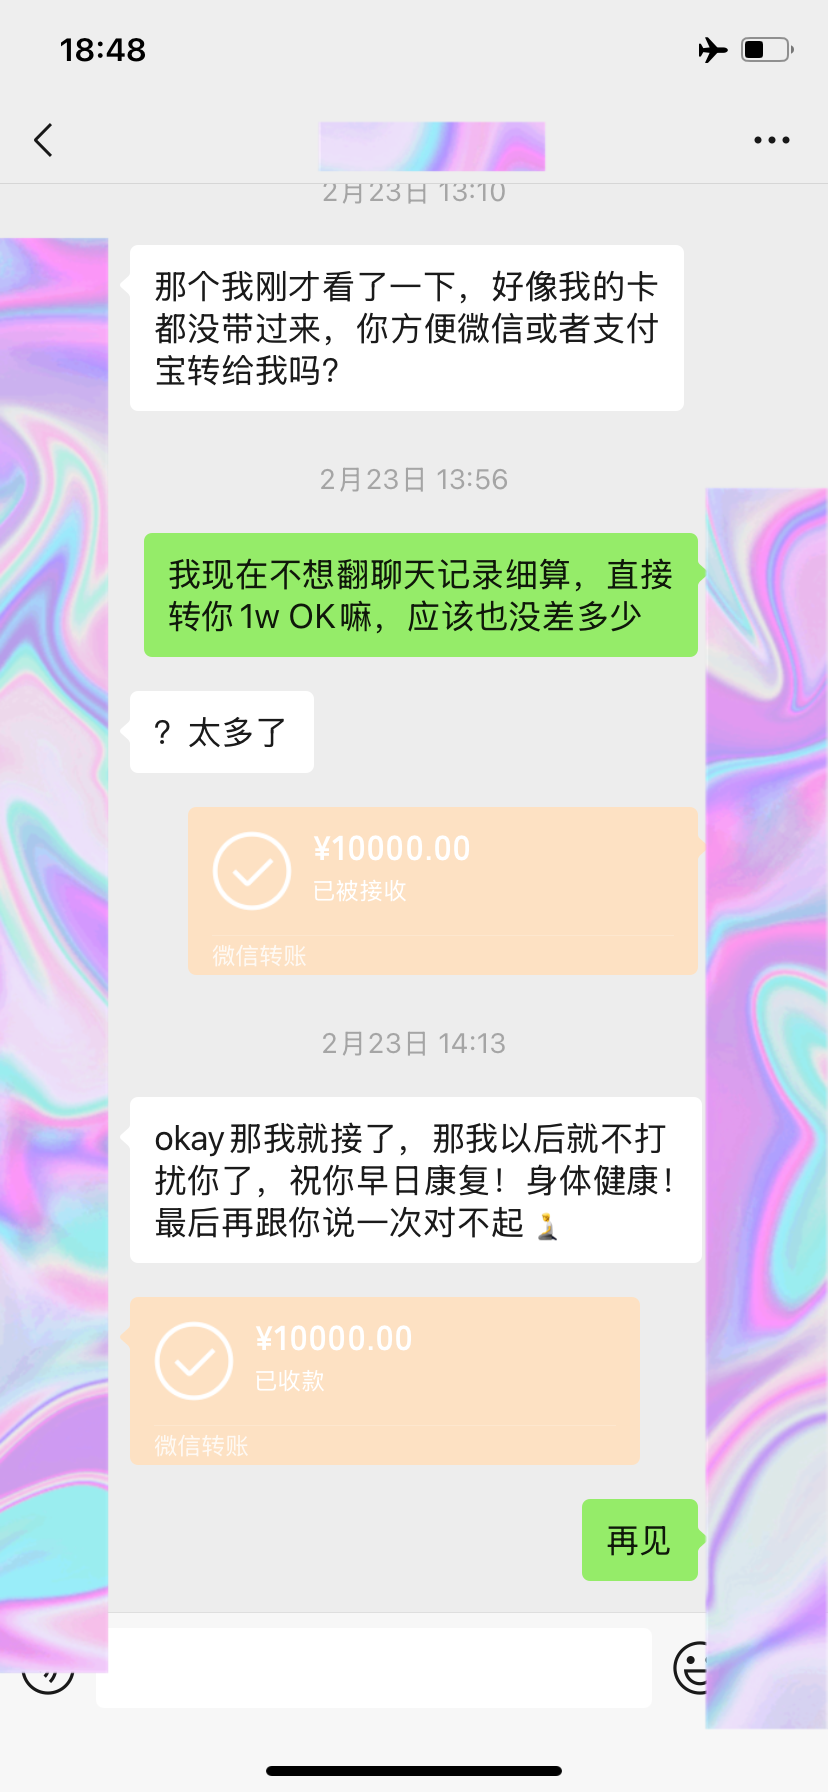 18:48
2月23日 13:10
那个我刚才看了一下，好像我的卡
都没带过来，你方便微信或者支付
宝转给我吗?
2月23日 13:56
我现在不想翻聊天记录细算，直接
转你1w OK嘛，应该也没差多少
? 太多了
¥10000.00
已被接收
微信转账
2月23日 14:13
okay那我就接了，那我以后就不打
扰你了，祝你早日康复！身体健康！
最后再跟你说一次对不起
¥10000.00
已收款
微信转账
再见